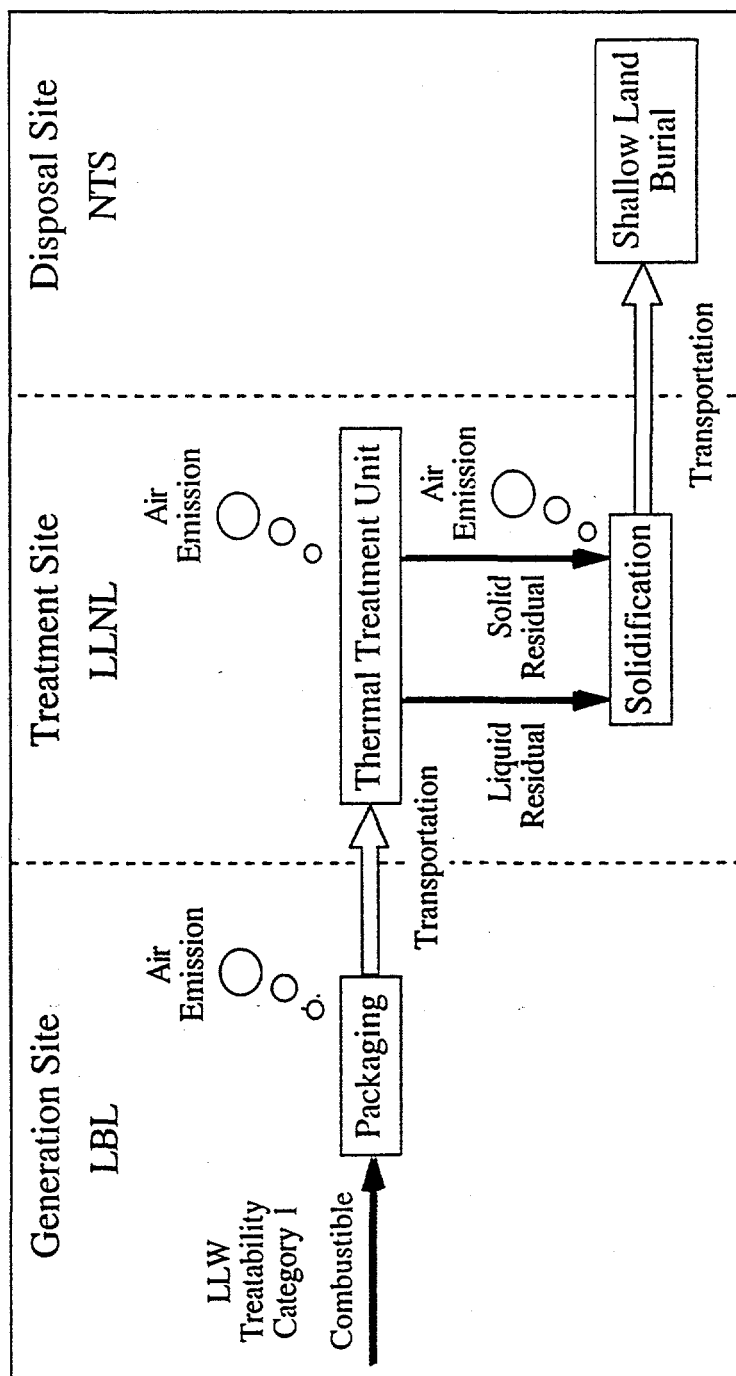 Generation Site
LBL
LLW
Treatability
Category 1
Combustible
Air
Emission
Packaging
Transportation
Treatment Site
LLNL
Air
Emission
Thermal Treatment Unit
Liquid
Residual
Solid
Residual
Air
Emission
Solidification
Transportation
Disposal Site
NTS
Shallow Land
Burial